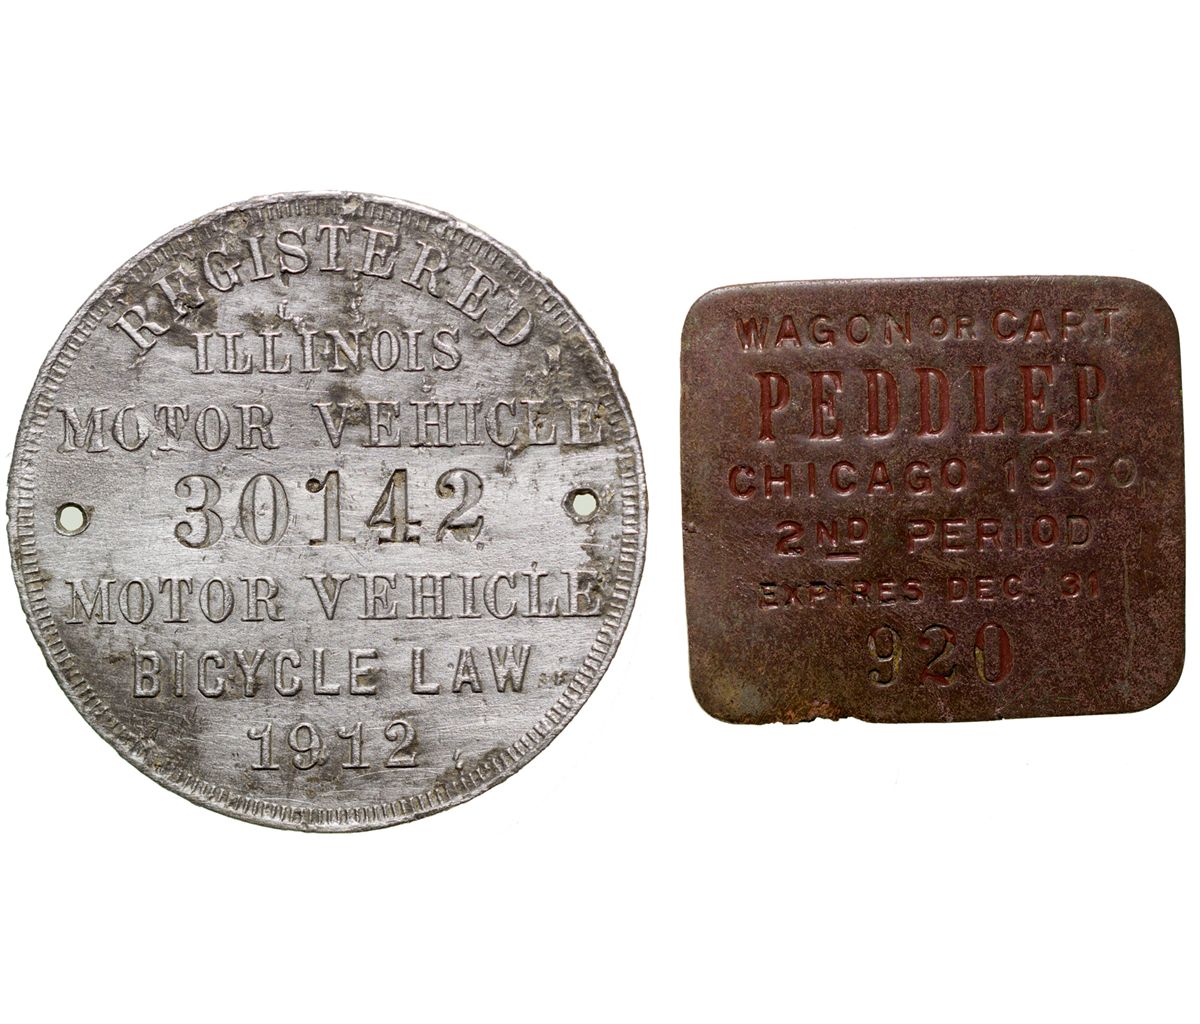 REGISTERED
ILLINOIS
MOTOR VEHICLE
30142
MOTOR VEHICLE
BICYCLE LAW
1912
WAGON OR CART
PEDDLER
CHICAGO 1950
2ND PERIOD
EXPIRES DEC. 31
920